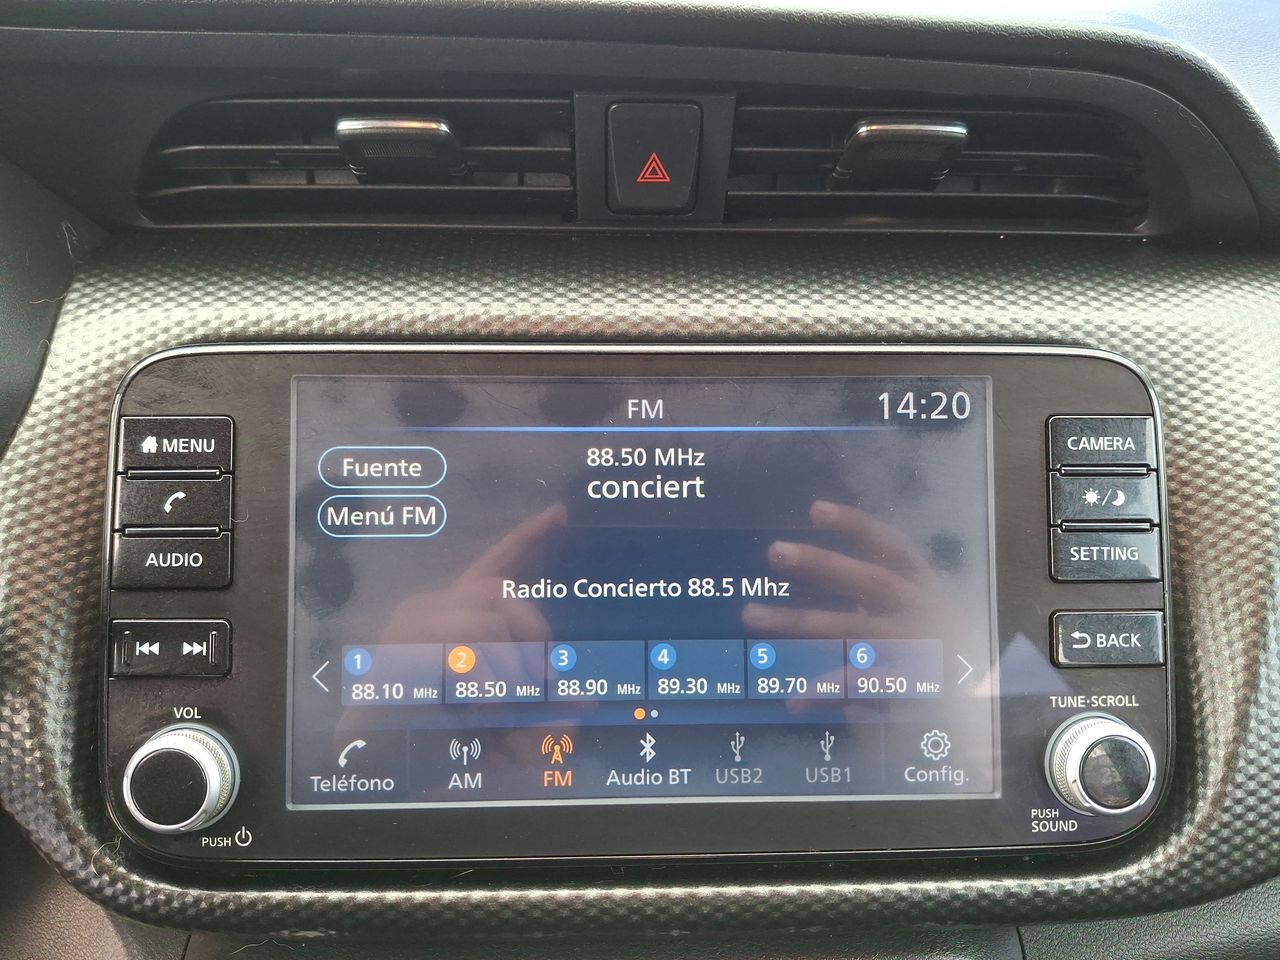 FM
14:20
MENU
CAMERA
Fuente
88.50 MHz
conciert
Menú FM
AUDIO
SETTING
Radio Concierto 88.5 Mhz
BACK
1
2
3
4
5
6
88.10 MHz
88.50 MHz
88.90 MHz
89.30 MHz
89.70 MHz
90.50 MHz
VOL
TUNE·SCROLL
Teléfono
AM
FM
Audio BT
USB2
USB1
Config.
PUSH
PUSH
SOUND